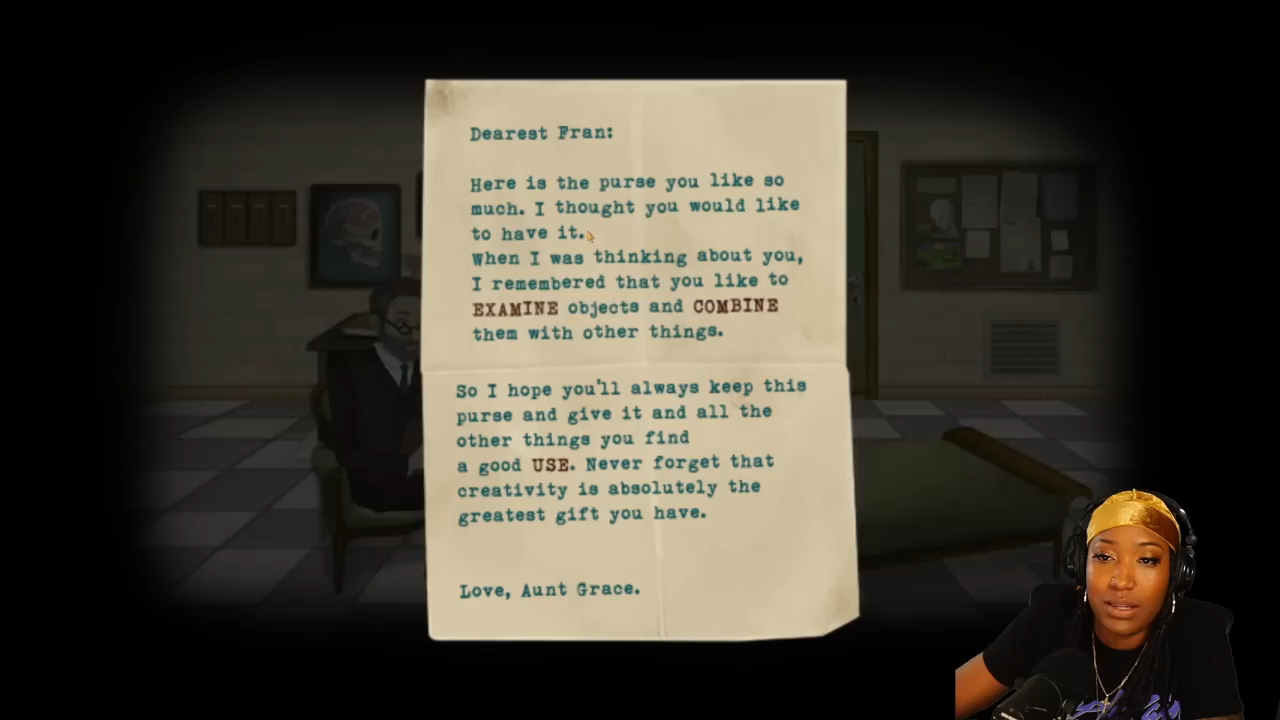 Dearest Fran:
Here is the purse you like so
much. I thought you would like
to have it.
When I was thinking about you,
I remembered that you like to
EXAMINE objects and COMBINE
them with other things.
So I hope you'll always keep this
purse and give it and all the
other things you find
a good USE. Never forget that
creativity is absolutely the
greatest gift you have.
Love, Aunt Grace.